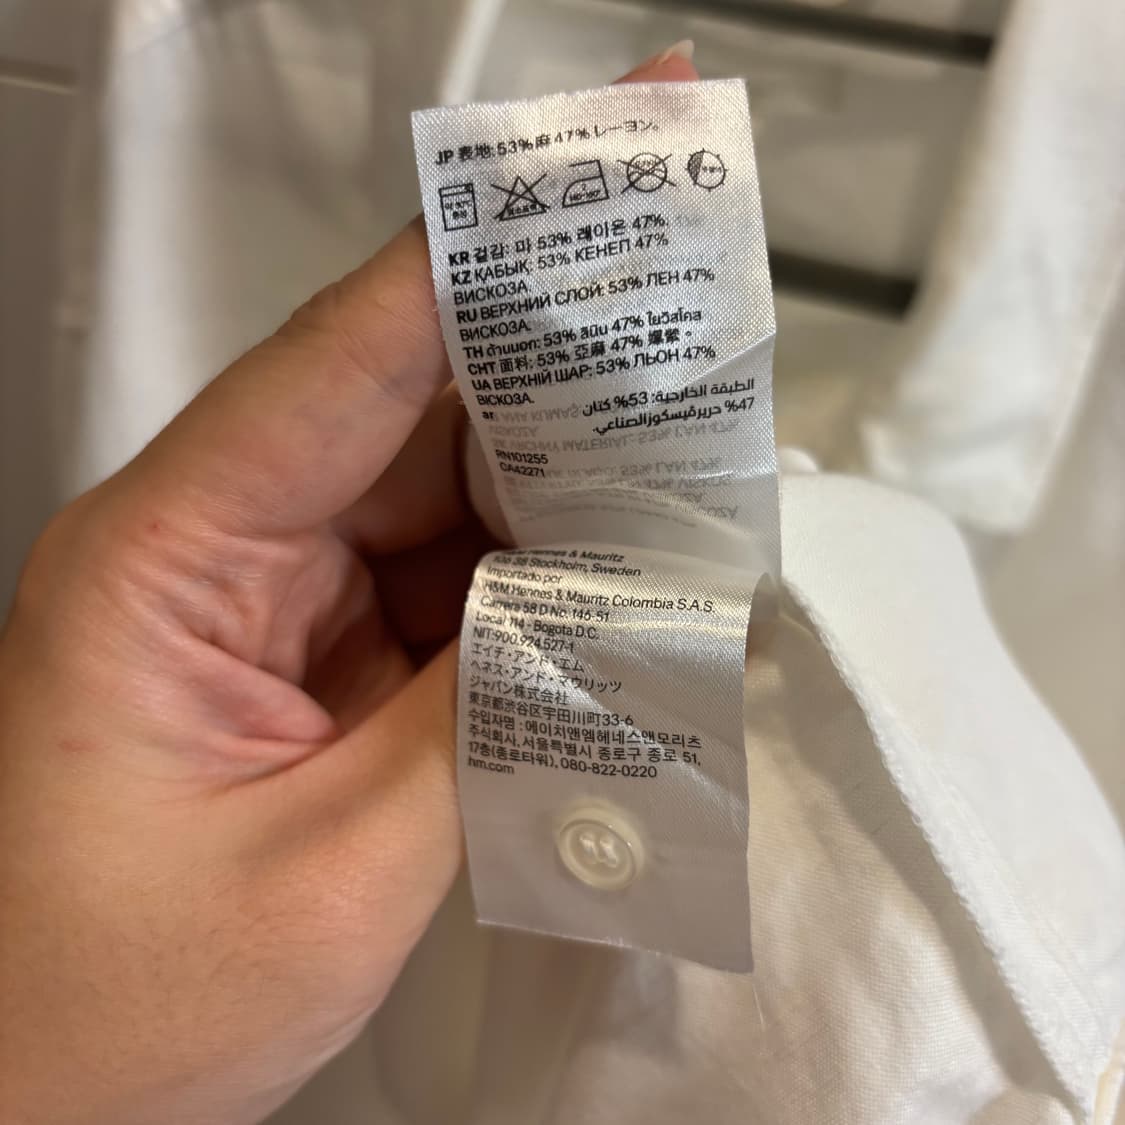 JP 表地: 53% 麻 47% レーヨン。
KR 겉감: 마 53% 레이온 47%
KZ ҚАБЫҚ: 53% КЕНЕП 47%
ВИСКОЗА
RU ВЕРХНИЙ СЛОЙ: 53% ЛЕН 47%
ВИСКОЗА.
TH ด้านนอก: 53% ลินิน 47% ใยวิสโคส
CHT 面料: 53% 亞麻 47% 嫘縈。
UA ВЕРХНІЙ ШАР: 53% ЛЬОН 47%
ВІСКОЗА.
ar الطبقة الخارجية: 53% كتان
47% حريرفيسكوزالصناعي.
RN101255
CA42271
Hennes & Mauritz
106 38 Stockholm, Sweden
Importado por
H&M Hennes & Mauritz Colombia S.A.S.
Carrera 58 D No. 146-51
Local 114 - Bogota D.C.
NIT:900.924.527-1
エイチ・アンド・エム
ヘネス・アンド・マウリッツ
ジャパン株式会社
東京都渋谷区宇田川町33-6
수입자명 : 에이치앤엠헤네스앤모리츠
주식회사, 서울특별시 종로구 종로 51,
17층(종로타워), 080-822-0220
hm.com